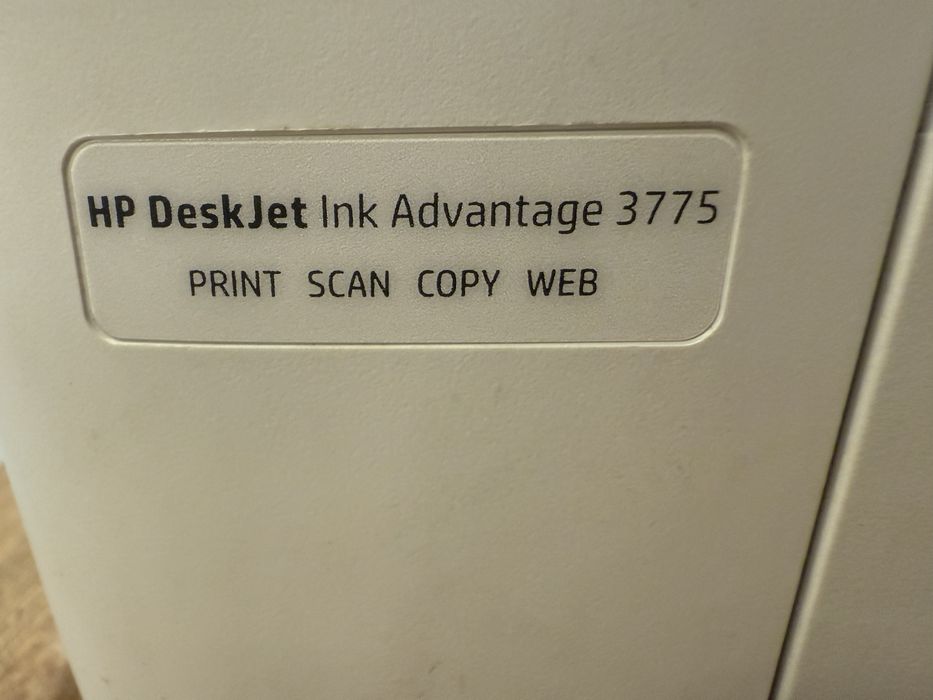 HP DeskJet Ink Advantage 3775
PRINT SCAN COPY WEB